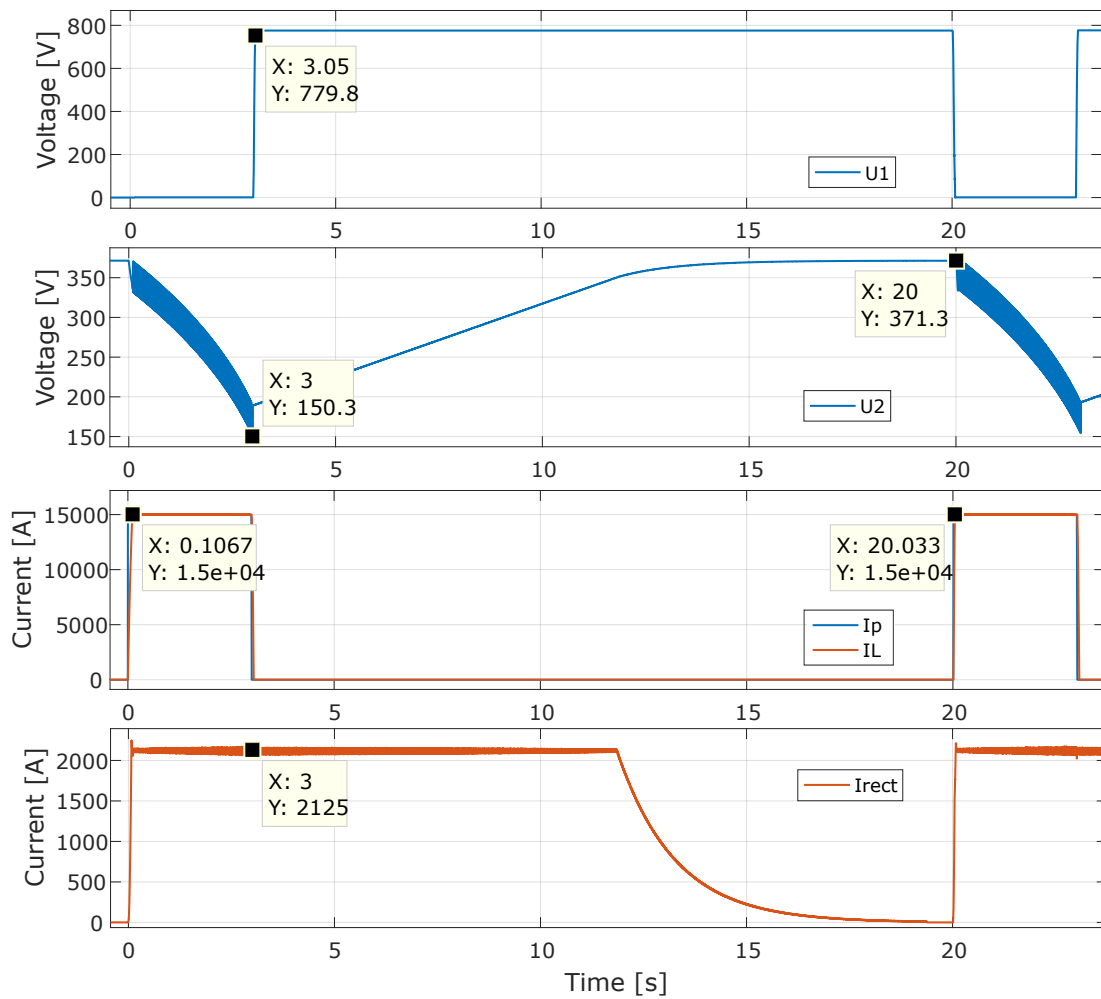 Voltage [V]
800
600
400
200
0
X: 3.05
Y: 779.8
U1
0
5
10
15
20
Voltage [V]
350
300
250
200
150
X: 3
Y: 150.3
X: 20
Y: 371.3
U2
0
5
10
15
20
Current [A]
15000
10000
5000
0
X: 0.1067
Y: 1.5e+04
X: 20.033
Y: 1.5e+04
Ip
IL
0
5
10
15
20
Current [A]
2000
1500
1000
500
0
X: 3
Y: 2125
Irect
0
5
10
15
20
Time [s]